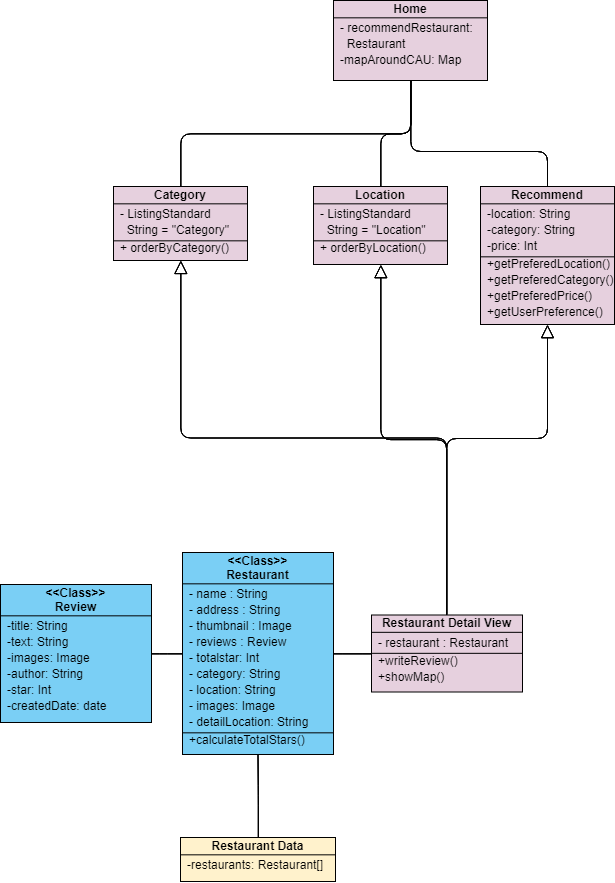 Home
- recommendRestaurant:
Restaurant
-mapAroundCAU: Map
Category
- ListingStandard
String = "Category"
+ orderByCategory()
Location
- ListingStandard
String = "Location"
+ orderByLocation()
Recommend
-location: String
-category: String
-price: Int
+getPreferedLocation()
+getPreferedCategory()
+getPreferedPrice()
+getUserPreference()
<<Class>>
Review
-title: String
-text: String
-images: Image
-author: String
-star: Int
-createdDate: date
<<Class>>
Restaurant
- name : String
- address : String
- thumbnail : Image
- reviews : Review
- totalstar: Int
- category: String
- location: String
- images: Image
- detailLocation: String
+calculateTotalStars()
Restaurant Detail View
- restaurant : Restaurant
+writeReview()
+showMap()
Restaurant Data
-restaurants: Restaurant[]